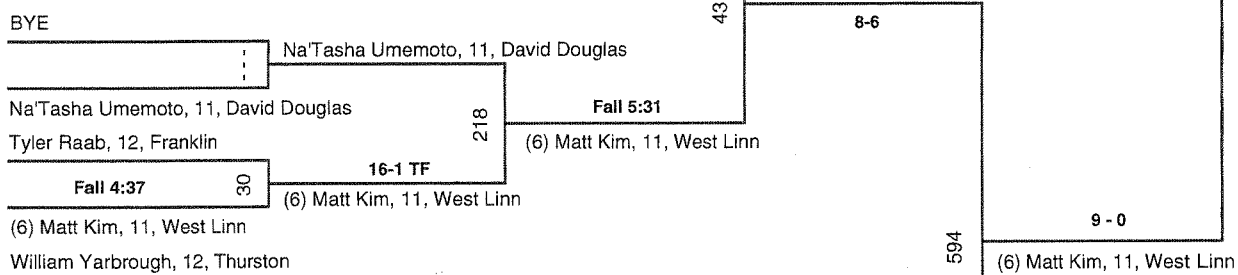 BYE
Na'Tasha Umemoto, 11, David Douglas
Na'Tasha Umemoto, 11, David Douglas
Tyler Raab, 12, Franklin
Fall 4:37
30
(6) Matt Kim, 11, West Linn
William Yarbrough, 12, Thurston
218
16-1 TF
(6) Matt Kim, 11, West Linn
Fall 5:31
(6) Matt Kim, 11, West Linn
43
8-6
594
9 - 0
(6) Matt Kim, 11, West Linn